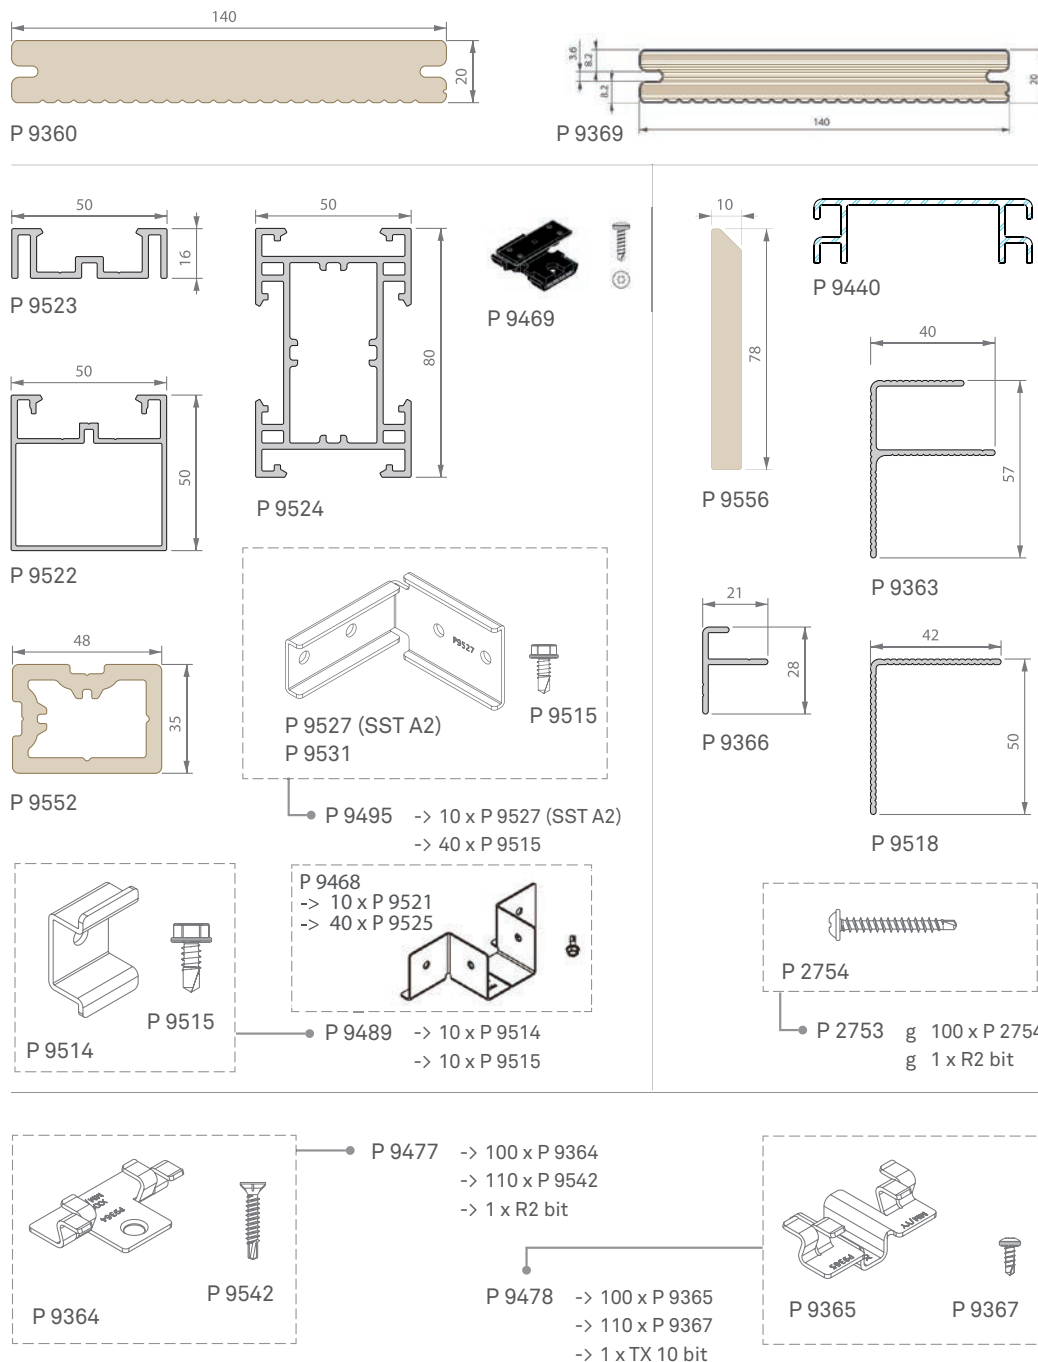 140
20
P 9360
3.6
8.2
8.2
20
140
P 9369
50
16
P 9523
50
80
P 9524
P 9469
10
78
P 9556
P 9440
40
57
P 9363
50
50
P 9522
21
28
P 9366
42
50
P 9518
48
35
P 9552
P9527
P 9527 (SST A2)
P 9531
P 9515
P 9495 -> 10 x P 9527 (SST A2)
-> 40 x P 9515
P 9514
P 9515
P 9468
-> 10 x P 9521
-> 40 x P 9525
P 9489 -> 10 x P 9514
-> 10 x P 9515
P 2754
P 2753 g 100 x P 2754
g 1 x R2 bit
P9364
P 9364
P 9542
P 9477 -> 100 x P 9364
-> 110 x P 9542
-> 1 x R2 bit
P 9478 -> 100 x P 9365
-> 110 x P 9367
-> 1 x TX 10 bit
P9365
P 9365
P 9367